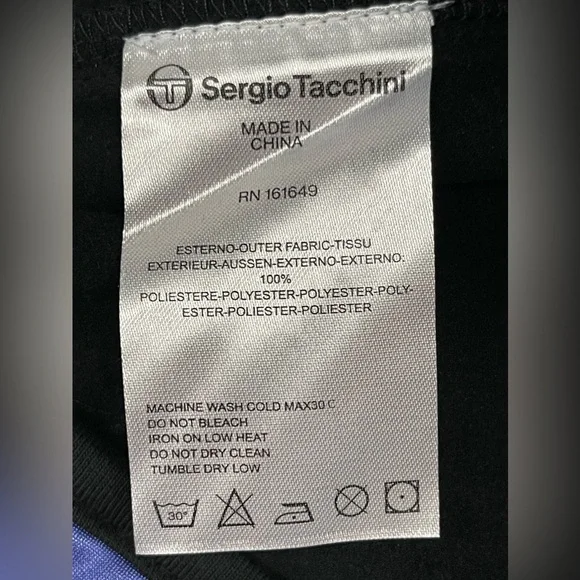 Sergio Tacchini
MADE IN
CHINA
RN 161649
ESTERNO-OUTER FABRIC-TISSU
EXTERIEUR-AUSSEN-EXTERNO-EXTERNO:
100%
POLIESTERE-POLYESTER-POLYESTER-POLY-
ESTER-POLIESTER-POLIESTER
MACHINE WASH COLD MAX30 C
DO NOT BLEACH
IRON ON LOW HEAT
DO NOT DRY CLEAN
TUMBLE DRY LOW
30°